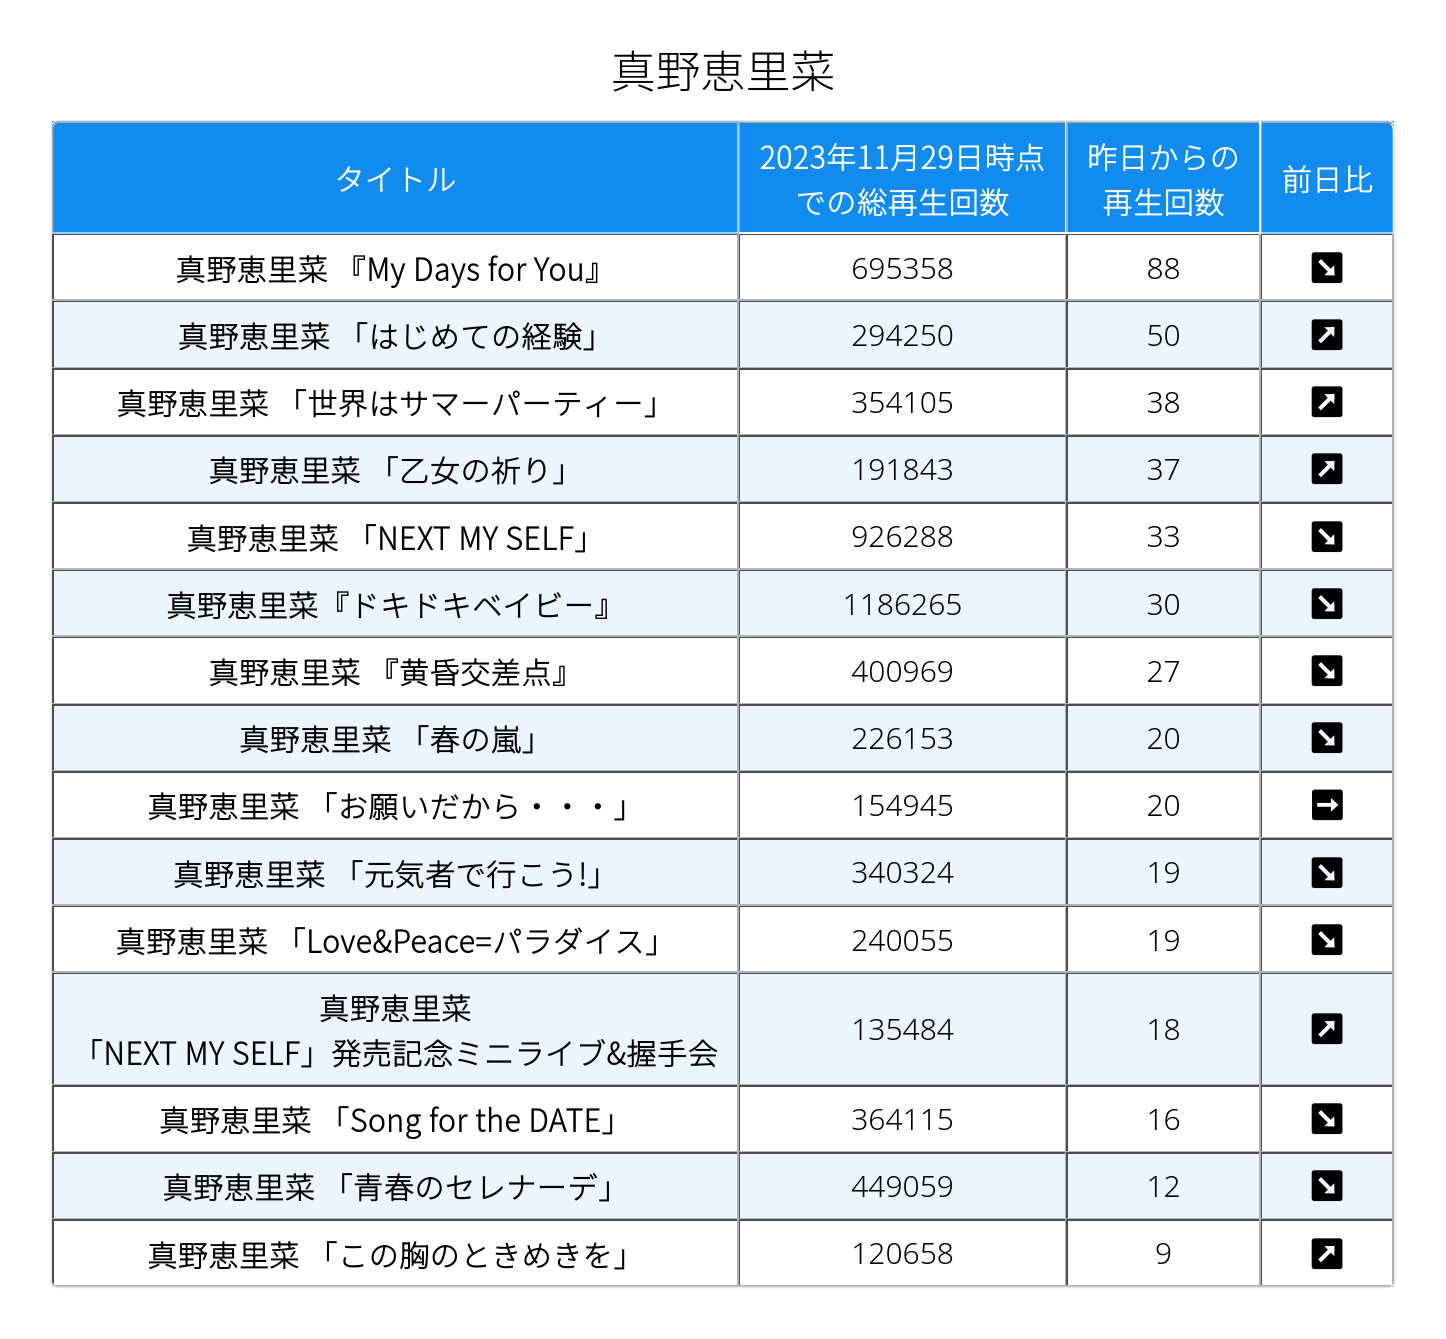 真野恵里菜
タイトル 2023年11月29日時点での総再生回数 昨日からの再生回数 前日比
真野恵里菜 『My Days for You』 695358 88 ↘
真野恵里菜 「はじめての経験」 294250 50 ↗
真野恵里菜 「世界はサマーパーティー」 354105 38 ↗
真野恵里菜 「乙女の祈り」 191843 37 ↗
真野恵里菜 「NEXT MY SELF」 926288 33 ↘
真野恵里菜『ドキドキベイビー』 1186265 30 ↘
真野恵里菜 『黄昏交差点』 400969 27 ↘
真野恵里菜 「春の嵐」 226153 20 ↘
真野恵里菜 「お願いだから・・・」 154945 20 →
真野恵里菜 「元気者で行こう!」 340324 19 ↘
真野恵里菜 「Love&Peace=パラダイス」 240055 19 ↘
真野恵里菜
「NEXT MY SELF」発売記念ミニライブ&握手会 135484 18 ↗
真野恵里菜 「Song for the DATE」 364115 16 ↘
真野恵里菜 「青春のセレナーデ」 449059 12 ↘
真野恵里菜 「この胸のときめきを」 120658 9 ↗